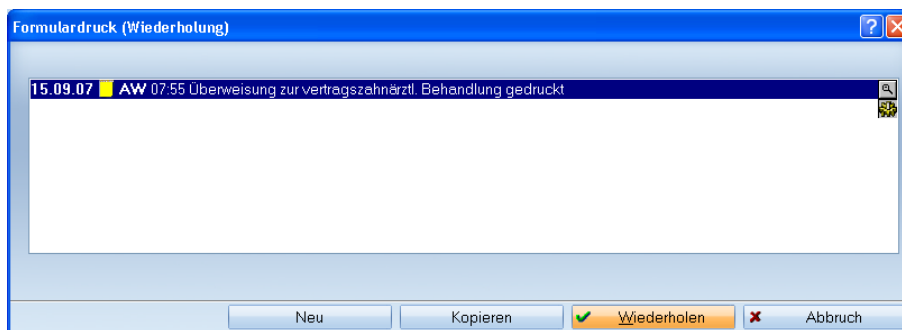 Formulardruck (Wiederholung)
15.09.07 AW 07:55 Überweisung zur vertragszahnärztl. Behandlung gedruckt
Neu Kopieren Wiederholen Abbruch